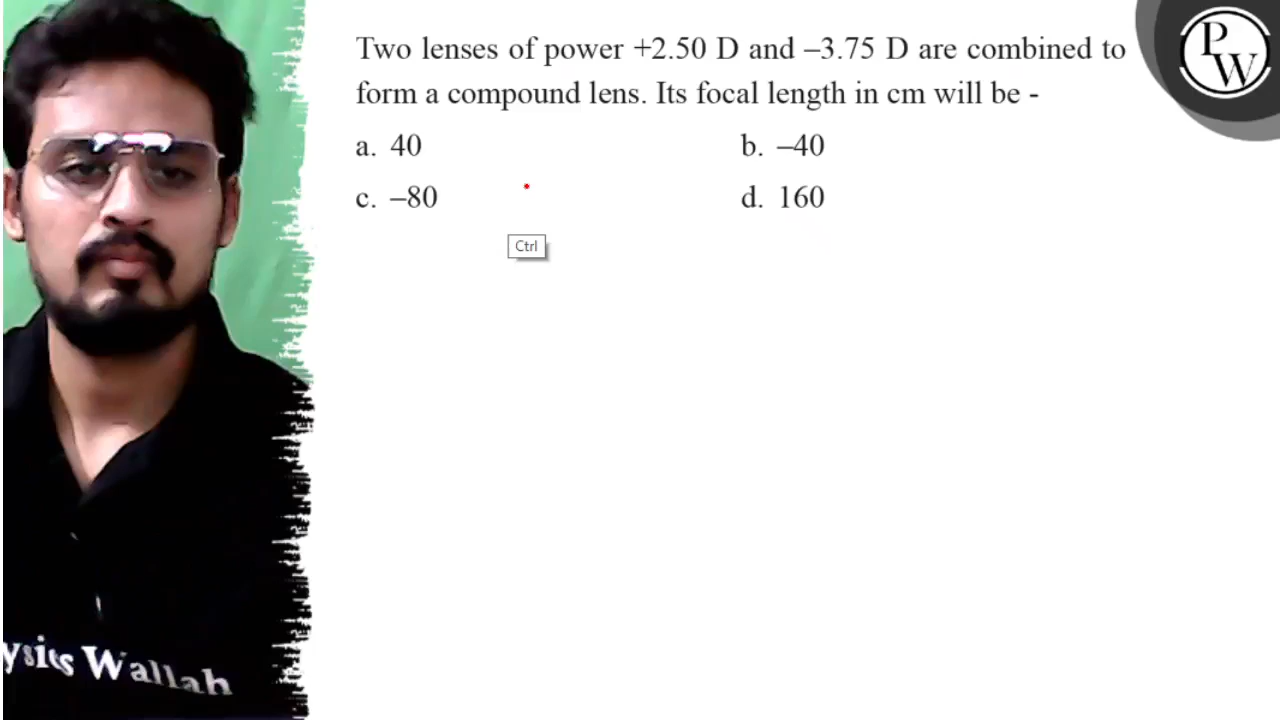 Two lenses of power +2.50 D and –3.75 D are combined to
form a compound lens. Its focal length in cm will be -
a. 40
b. –40
c. –80
d. 160
Ctrl
P
W
ysics Wallah